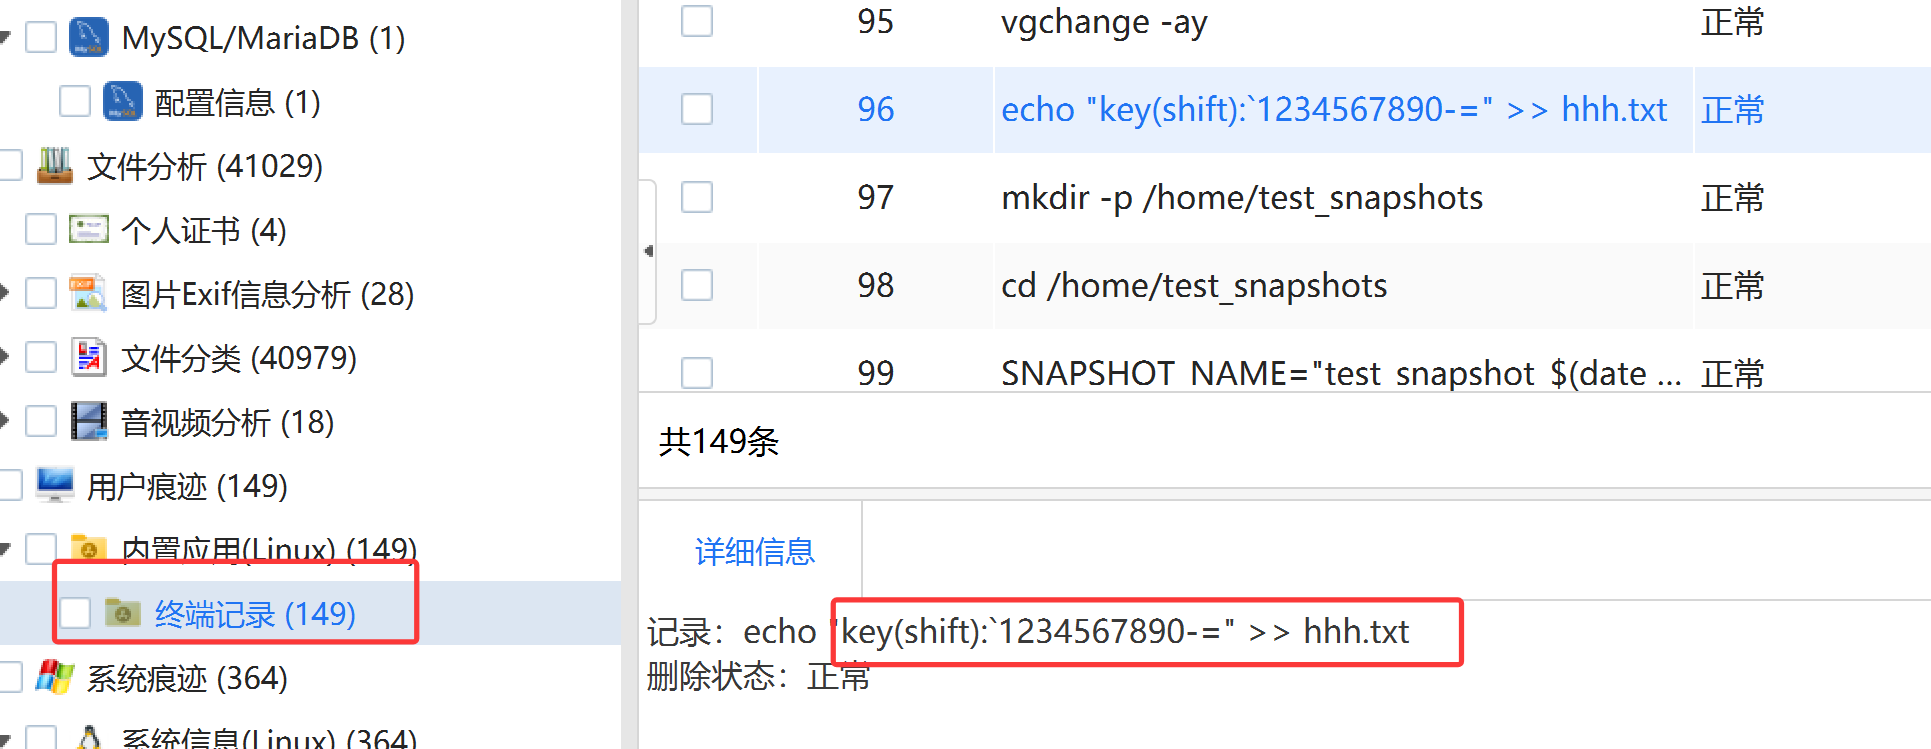 MySQL/MariaDB (1)
配置信息 (1)
文件分析 (41029)
个人证书 (4)
图片Exif信息分析 (28)
文件分类 (40979)
音视频分析 (18)
用户痕迹 (149)
内置应用(Linux) (149)
终端记录 (149)
系统痕迹 (364)
系统信息(Linux) (364)
95 vgchange -ay 正常
96 echo "key(shift):`1234567890-=" >> hhh.txt 正常
97 mkdir -p /home/test_snapshots 正常
98 cd /home/test_snapshots 正常
99 SNAPSHOT_NAME="test_snapshot_$(date ... 正常
共149条
详细信息
记录：echo "key(shift):`1234567890-=" >> hhh.txt
删除状态：正常